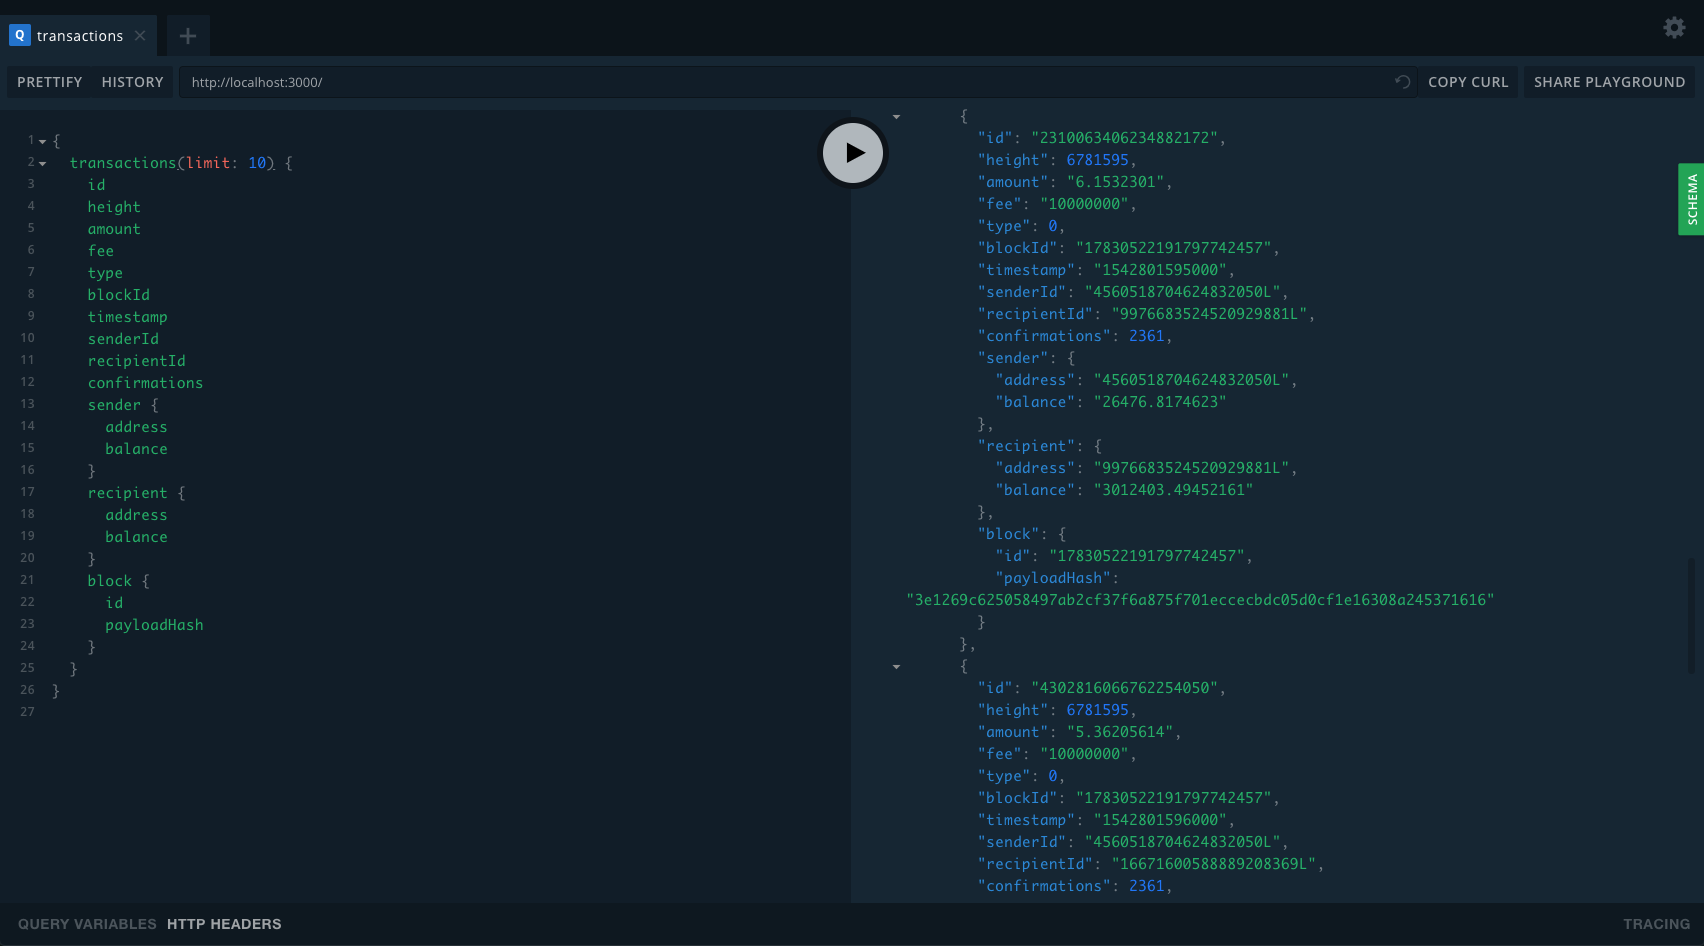 Q transactions
PRETTIFY HISTORY http://localhost:3000/ COPY CURL SHARE PLAYGROUND
1 {
2 transactions(limit: 10) {
3 id
4 height
5 amount
6 fee
7 type
8 blockId
9 timestamp
10 senderId
11 recipientId
12 confirmations
13 sender {
14 address
15 balance
16 }
17 recipient {
18 address
19 balance
20 }
21 block {
22 id
23 payloadHash
24 }
25 }
26 }
27
{
"id": "2310063406234882172",
"height": 6781595,
"amount": "6.1532301",
"fee": "10000000",
"type": 0,
"blockId": "17830522191797742457",
"timestamp": "1542801595000",
"senderId": "4560518704624832050L",
"recipientId": "9976683524520929881L",
"confirmations": 2361,
"sender": {
"address": "4560518704624832050L",
"balance": "26476.8174623"
},
"recipient": {
"address": "9976683524520929881L",
"balance": "3012403.49452161"
},
"block": {
"id": "17830522191797742457",
"payloadHash":
"3e1269c625058497ab2cf37f6a875f701eccecbdc05d0cf1e16308a245371616"
}
},
{
"id": "4302816066762254050",
"height": 6781595,
"amount": "5.36205614",
"fee": "10000000",
"type": 0,
"blockId": "17830522191797742457",
"timestamp": "1542801596000",
"senderId": "4560518704624832050L",
"recipientId": "16671600588889208369L",
"confirmations": 2361,
SCHEMA
QUERY VARIABLES HTTP HEADERS
TRACING